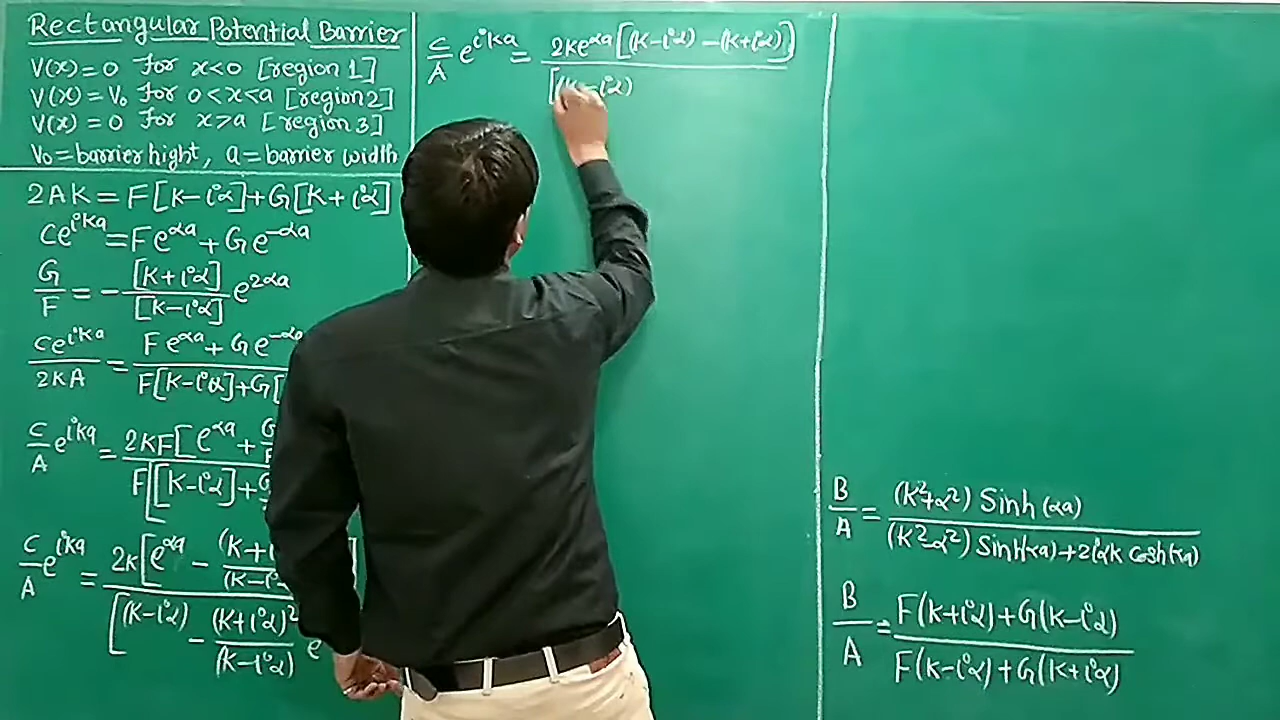 Rectangular Potential Barrier
V(x)=0 for x<0 [region 1]
V(x)=V₀ for 0<x<a [region2]
V(x)=0 for x>a [region 3]
V₀=barrier hight, a=barrier width
2AK=F[K-iα]+G[K+iα]
Ce^{ika}=Fe^{αa}+Ge^{-αa}
G/F = -[K+iα]/[K-iα] e^{2αa}
Ce^{ika}/2KA = Fe^{αa}+Ge^{-αa}/F[K-iα]+G[
C/A e^{ika} = 2KF[e^{αa}+G/F[[K-iα]+G
C/A e^{ika} = 2k[e^{αa} - (K+i/(K-i]/[(K-iα) - (K+iα)²/(K-iα) e
C/A e^{ika} = 2ke^{αa}[(K-iα)-(K+iα)]/[(K-iα)
B/A = (K²+α²) Sinh(αa)/(K²-α²) Sinh(αa)+2iαk cosh(αa)
B/A = F(K+iα)+G(K-iα)/F(K-iα)+G(K+iα)